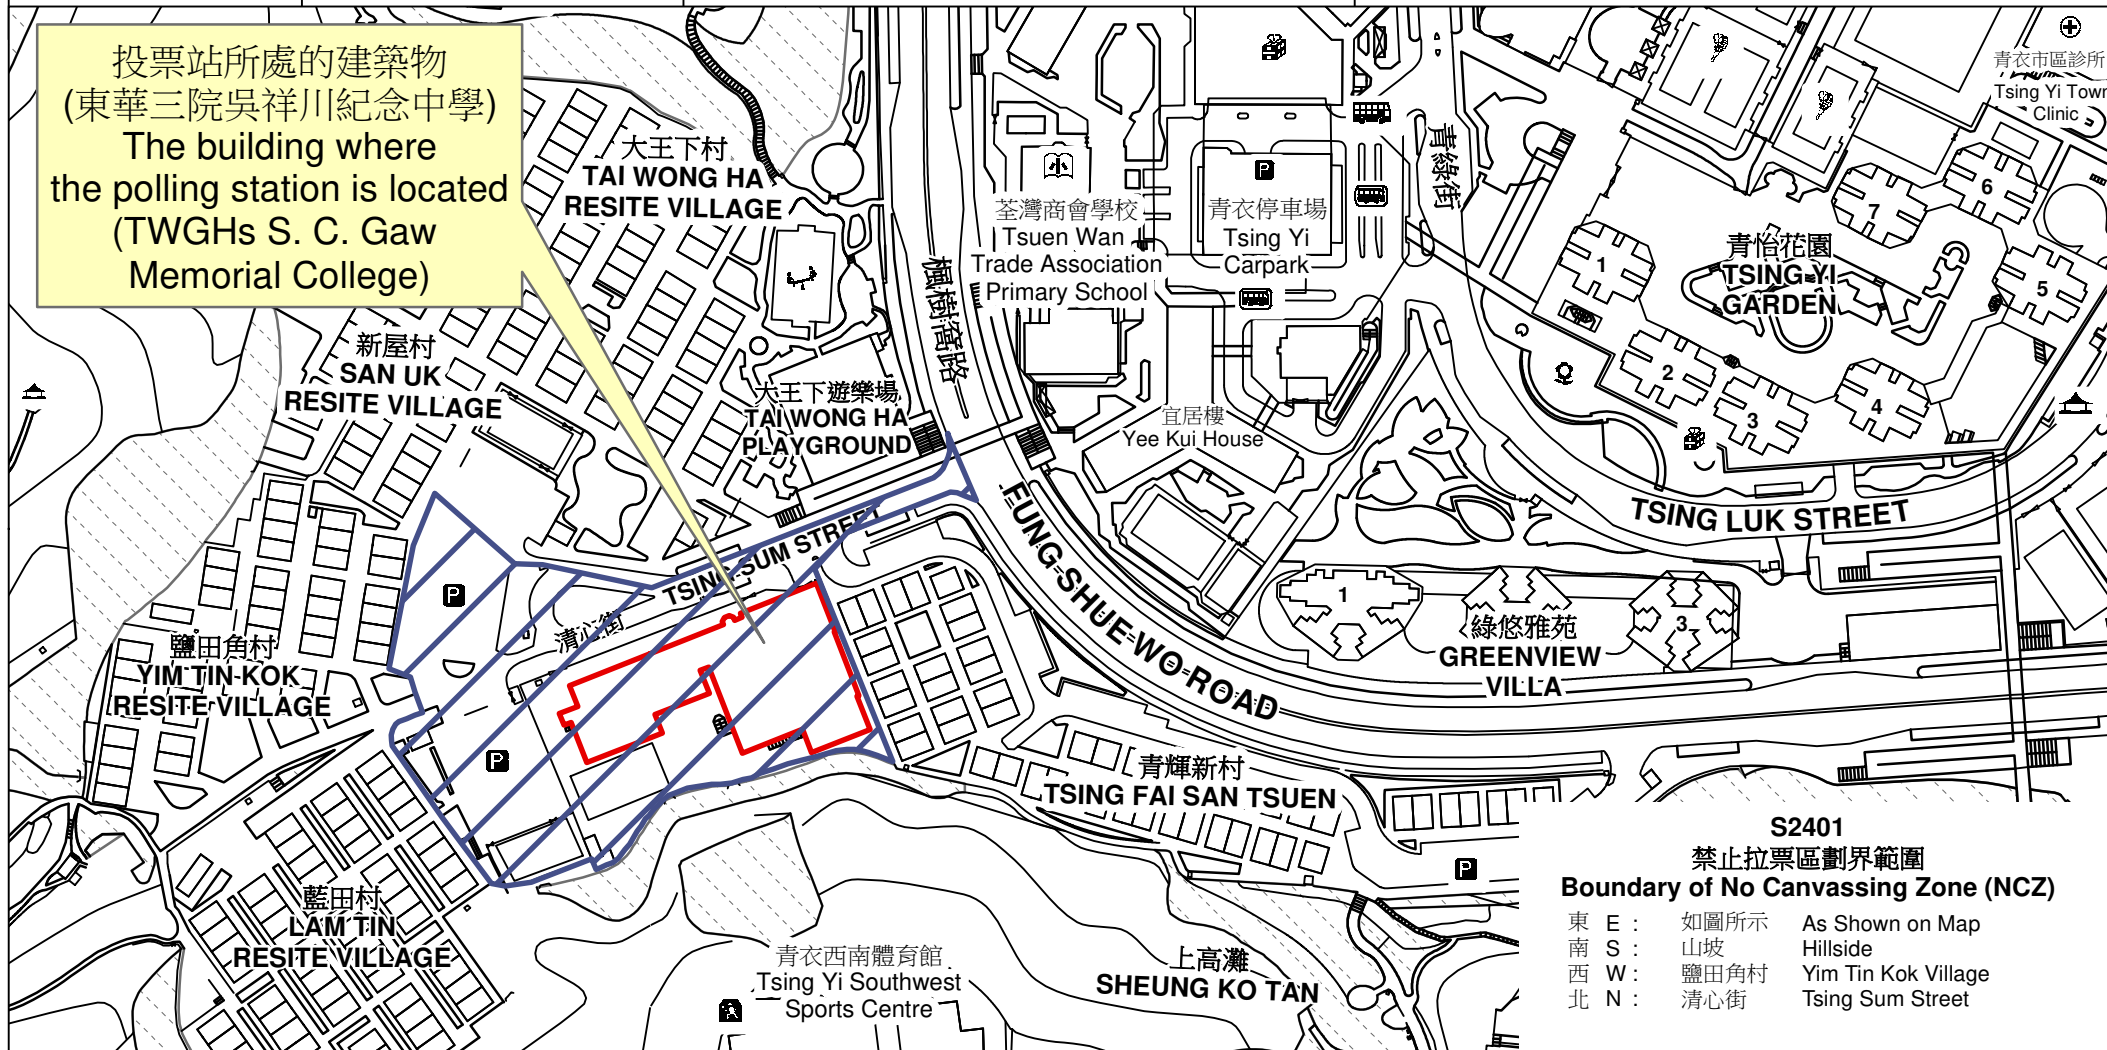 投票站所處的建築物
(東華三院吳祥川紀念中學)
The building where
the polling station is located
(TWGHs S. C. Gaw
Memorial College)
大王下村
TAI WONG HA
RESITE VILLAGE
新屋村
SAN UK
RESITE VILLAGE
大王下遊樂場
TAI WONG HA
PLAYGROUND
楓樹窩路
小
荃灣商會學校
Tsuen Wan
Trade Association
Primary School
P
青衣停車場
Tsing Yi
Carpark
青綠街
宜居樓
Yee Kui House
青衣市區診所
Tsing Yi Town
Clinic
青怡花園
TSING YI
GARDEN
1
2
3
4
5
6
7
TSING LUK STREET
FUNG SHUE WO ROAD
TSING SUM STREET
清心街
P
P
鹽田角村
YIM TIN KOK
RESITE VILLAGE
藍田村
LAM TIN
RESITE VILLAGE
1
3
綠悠雅苑
GREENVIEW
VILLA
青輝新村
TSING FAI SAN TSUEN
P
青衣西南體育館
Tsing Yi Southwest
Sports Centre
上高灘
SHEUNG KO TAN
S2401
禁止拉票區劃界範圍
Boundary of No Canvassing Zone (NCZ)
東 E : 如圖所示 As Shown on Map
南 S : 山坡 Hillside
西 W : 鹽田角村 Yim Tin Kok Village
北 N : 清心街 Tsing Sum Street